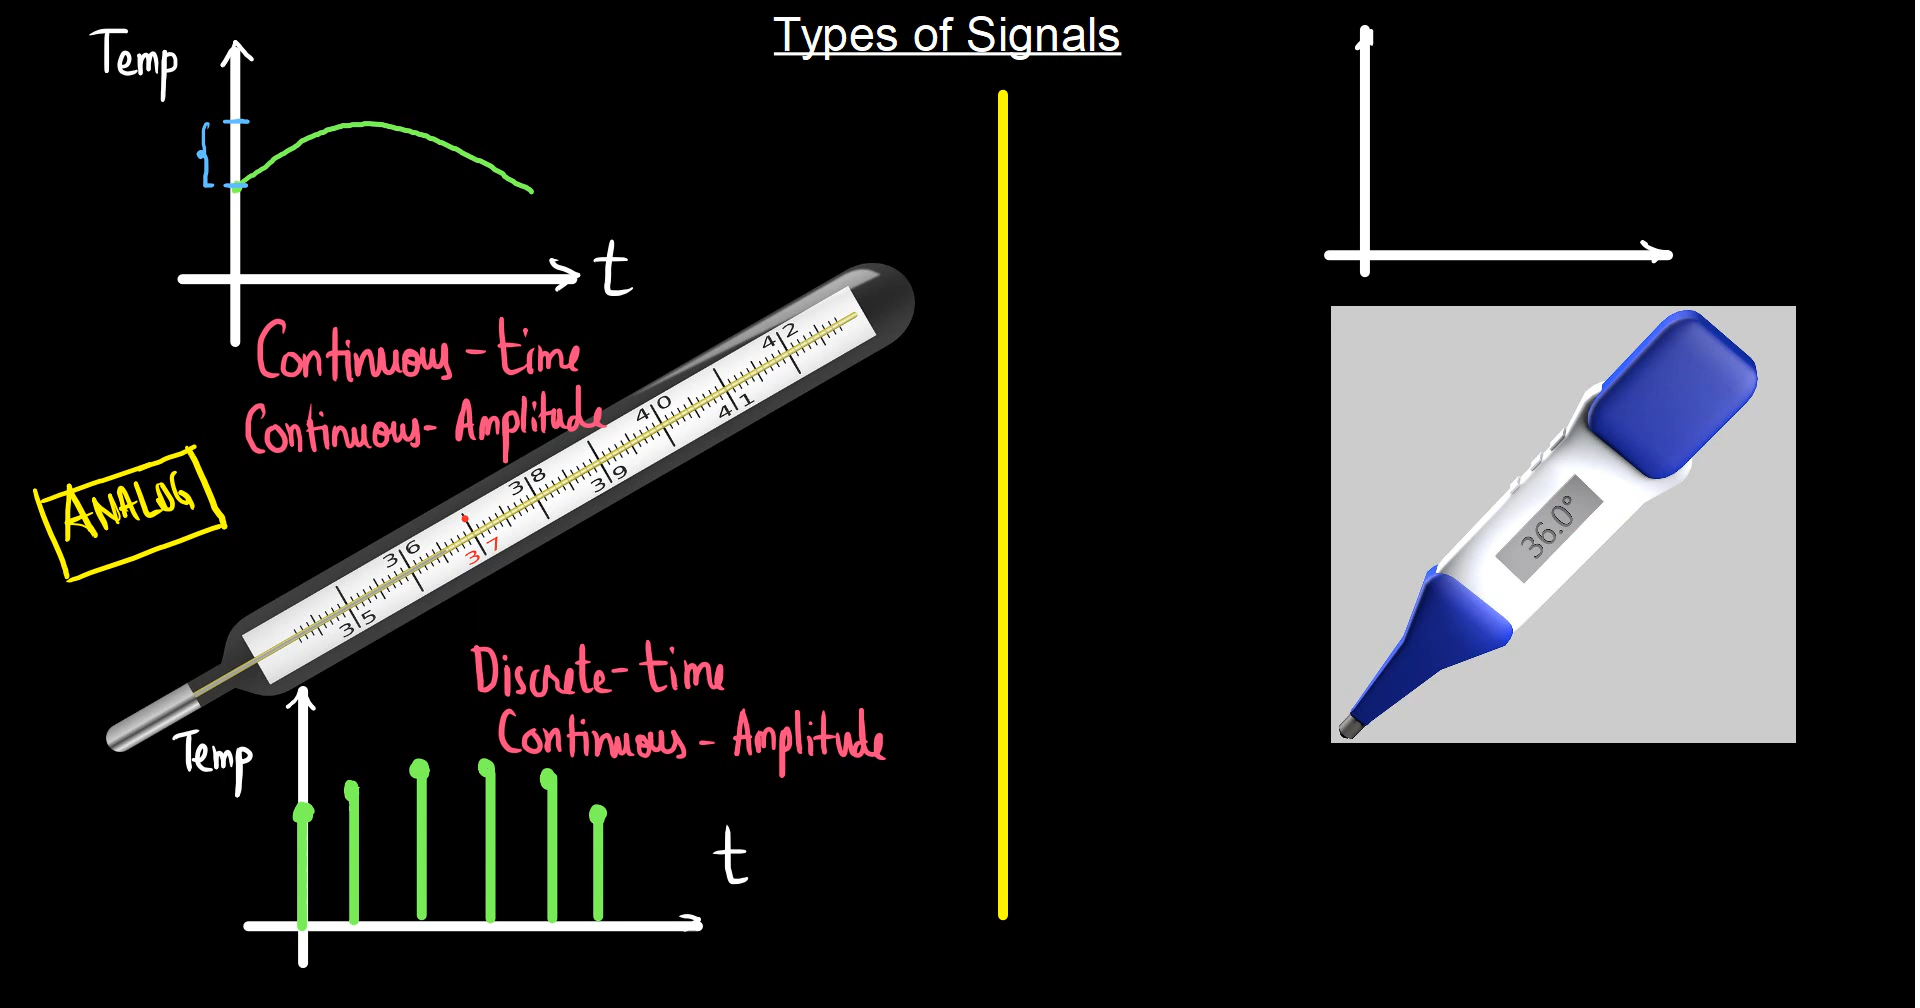 Types of Signals
Temp
t
Continuous-time
Continuous-Amplitude
ANALOG
35
36
37
38
39
40
41
42
Discrete-time
Continuous-Amplitude
Temp
t
36.0°